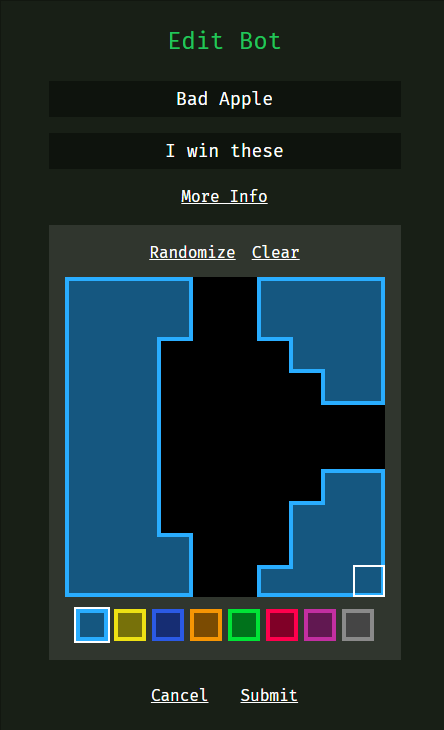 Edit Bot
Bad Apple
I win these
More Info
Randomize Clear
Cancel Submit